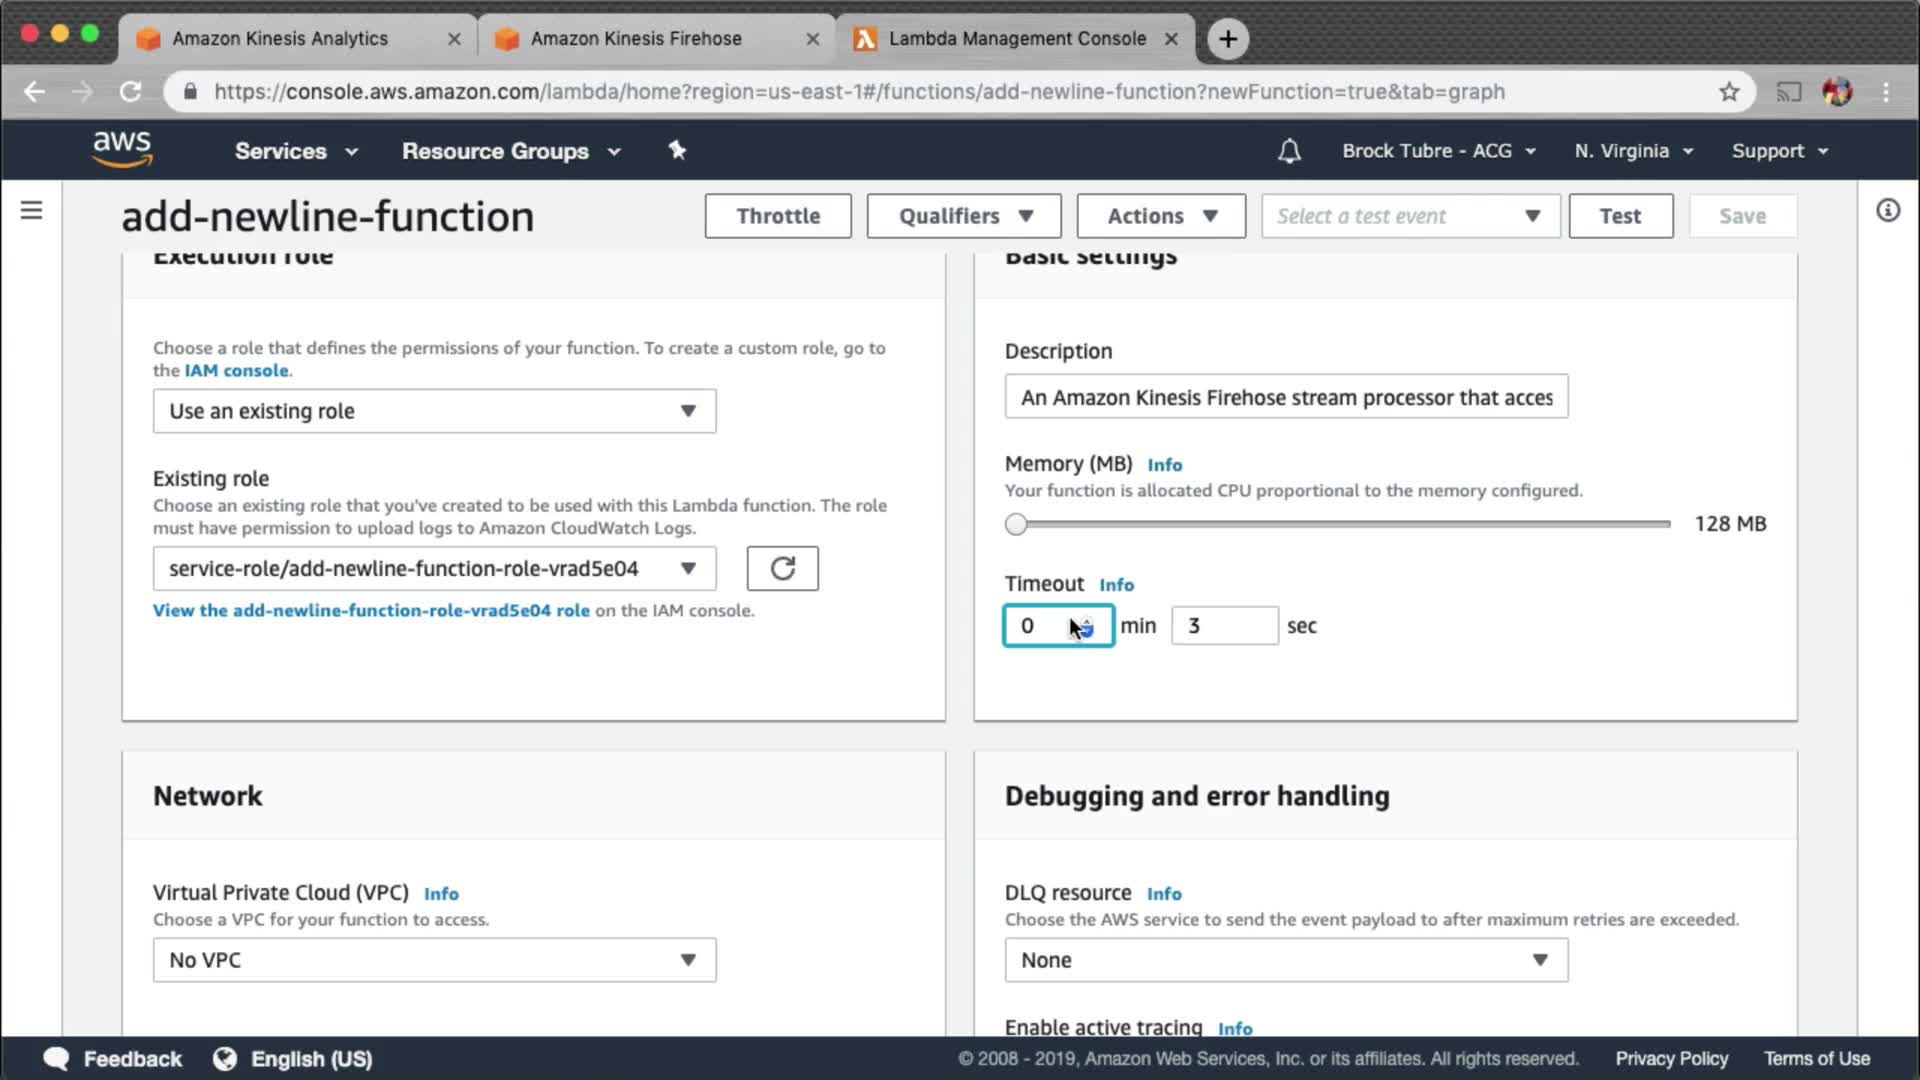 Amazon Kinesis Analytics
Amazon Kinesis Firehose
Lambda Management Console
https://console.aws.amazon.com/lambda/home?region=us-east-1#/functions/add-newline-function?newFunction=true&tab=graph
aws
Services
Resource Groups
Brock Tubre - ACG
N. Virginia
Support
add-newline-function
Throttle
Qualifiers
Actions
Select a test event
Test
Save
Execution role
Choose a role that defines the permissions of your function. To create a custom role, go to
the IAM console.
Use an existing role
Existing role
Choose an existing role that you've created to be used with this Lambda function. The role
must have permission to upload logs to Amazon CloudWatch Logs.
service-role/add-newline-function-role-vrad5e04
View the add-newline-function-role-vrad5e04 role on the IAM console.
Basic settings
Description
An Amazon Kinesis Firehose stream processor that acces
Memory (MB) Info
Your function is allocated CPU proportional to the memory configured.
128 MB
Timeout Info
0 min 3 sec
Network
Virtual Private Cloud (VPC) Info
Choose a VPC for your function to access.
No VPC
Debugging and error handling
DLQ resource Info
Choose the AWS service to send the event payload to after maximum retries are exceeded.
None
Enable active tracing Info
Feedback
English (US)
© 2008 - 2019, Amazon Web Services, Inc. or its affiliates. All rights reserved.
Privacy Policy
Terms of Use